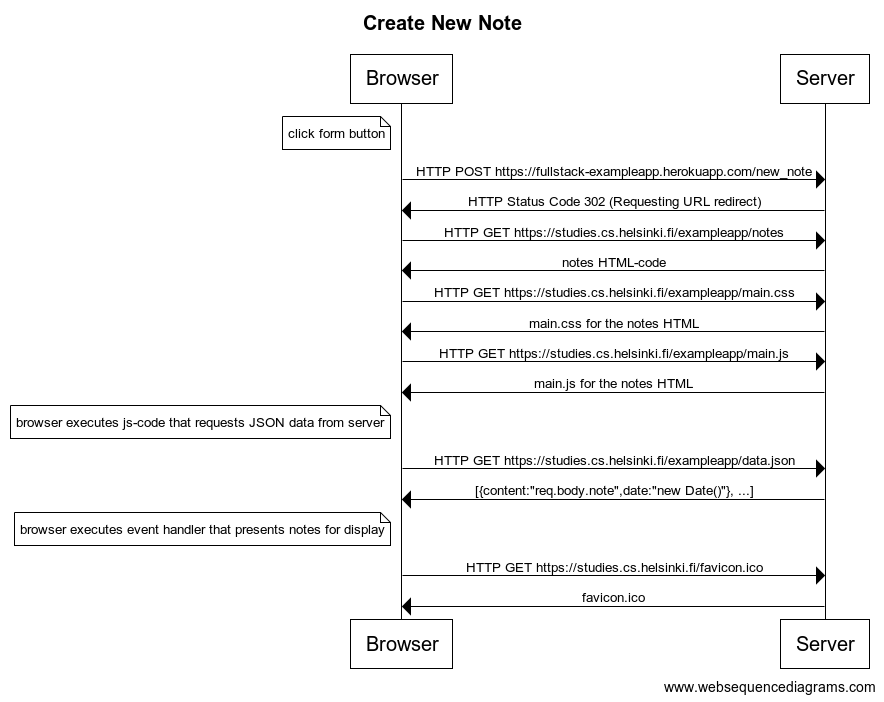 Create New Note
Browser
Server
click form button
HTTP POST https://fullstack-exampleapp.herokuapp.com/new_note
HTTP Status Code 302 (Requesting URL redirect)
HTTP GET https://studies.cs.helsinki.fi/exampleapp/notes
notes HTML-code
HTTP GET https://studies.cs.helsinki.fi/exampleapp/main.css
main.css for the notes HTML
HTTP GET https://studies.cs.helsinki.fi/exampleapp/main.js
main.js for the notes HTML
browser executes js-code that requests JSON data from server
HTTP GET https://studies.cs.helsinki.fi/exampleapp/data.json
[{content:"req.body.note",date:"new Date()"}, ...]
browser executes event handler that presents notes for display
HTTP GET https://studies.cs.helsinki.fi/favicon.ico
favicon.ico
Browser
Server
www.websequencediagrams.com